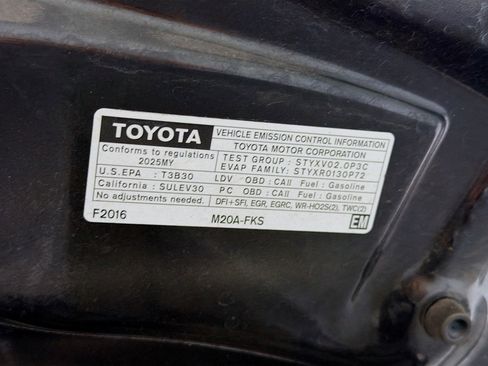 TOYOTA
VEHICLE EMISSION CONTROL INFORMATION
TOYOTA MOTOR CORPORATION
Conforms to regulations
2025MY
TEST GROUP : STYXV02.0P3C
EVAP FAMILY: STYXR0130P72
U.S.EPA : T3B30 LDV OBD : CAII Fuel : Gasoline
California : SULEV30 PC OBD : CAII Fuel : Gasoline
No adjustments needed. DFI+SFI, EGR, EGRC, WR-HO2S(2), TWC(2)
F2016 M20A-FKS EM